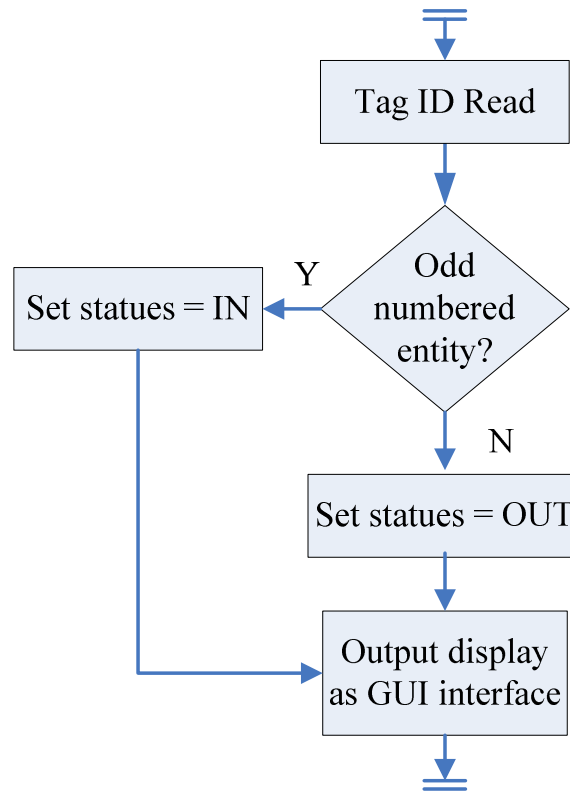 Tag ID Read
Odd
numbered
entity?
Y
Set statues = IN
N
Set statues = OUT
Output display
as GUI interface